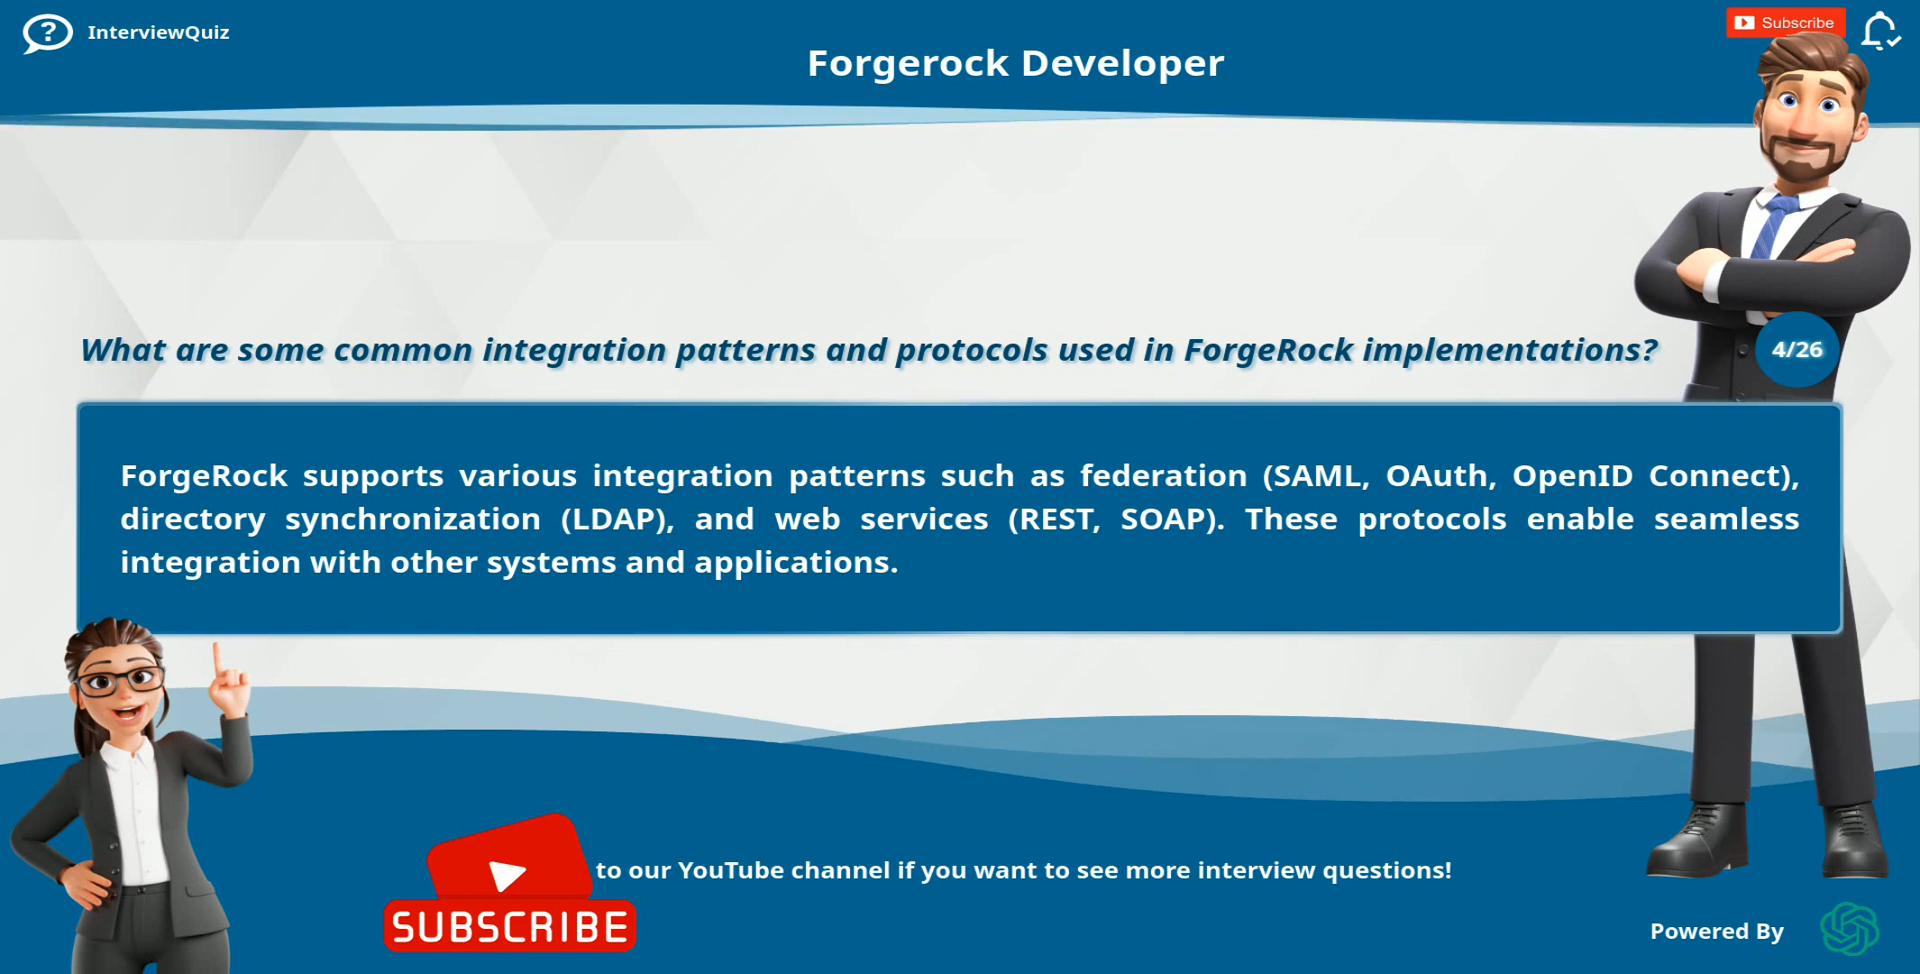 InterviewQuiz
Subscribe
Forgerock Developer
What are some common integration patterns and protocols used in ForgeRock implementations?
4/26
ForgeRock supports various integration patterns such as federation (SAML, OAuth, OpenID Connect),
directory synchronization (LDAP), and web services (REST, SOAP). These protocols enable seamless
integration with other systems and applications.
to our YouTube channel if you want to see more interview questions!
SUBSCRIBE
Powered By